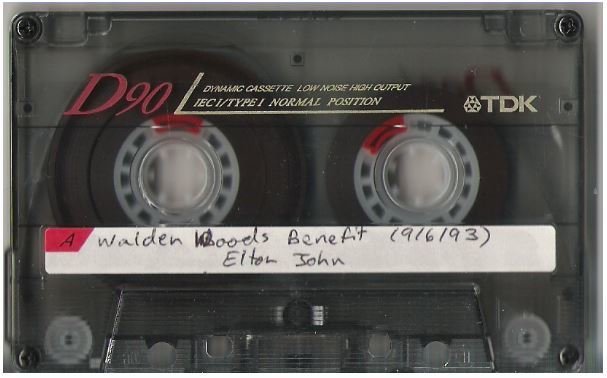 D90
DYNAMIC CASSETTE LOW NOISE HIGH OUTPUT
IEC I/TYPE I NORMAL POSITION
TDK
A Walden Woods Benefit (9/6/93)
Elton John